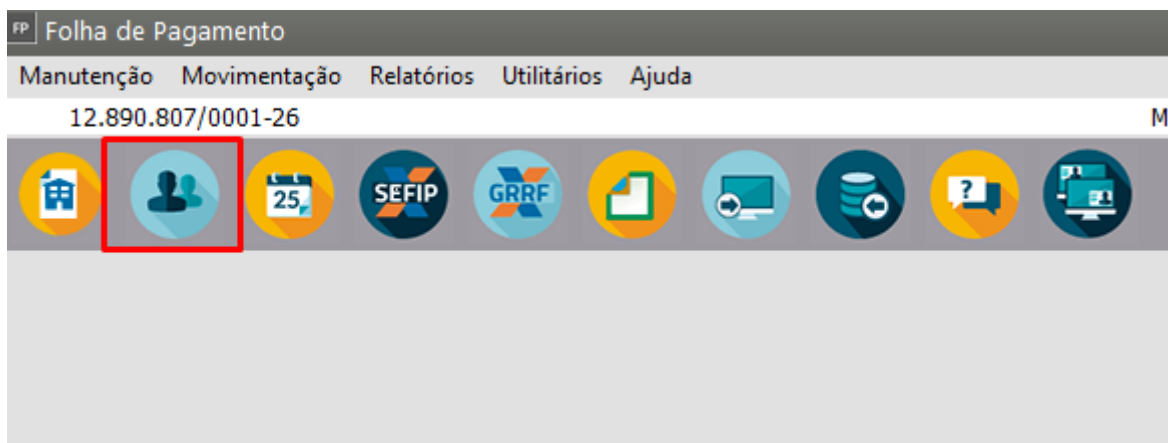 FP Folha de Pagamento
Manutenção Movimentação Relatórios Utilitários Ajuda
12.890.807/0001-26 M
25 SEFIP GRRF ?